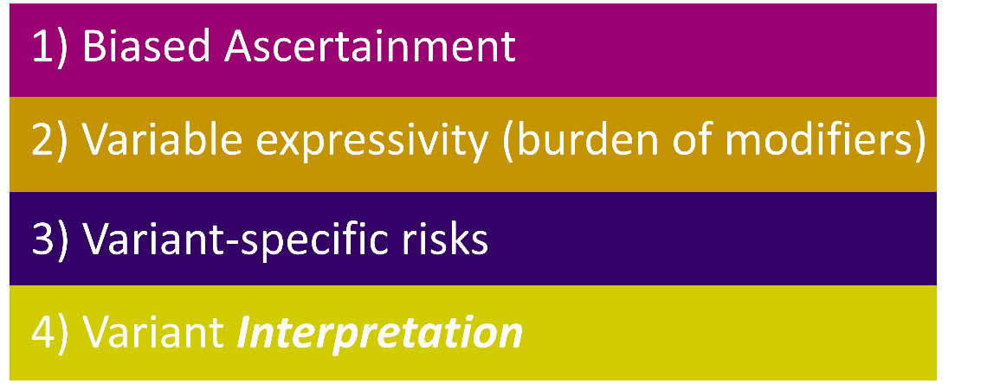 1) Biased Ascertainment
2) Variable expressivity (burden of modifiers)
3) Variant-specific risks
4) Variant Interpretation